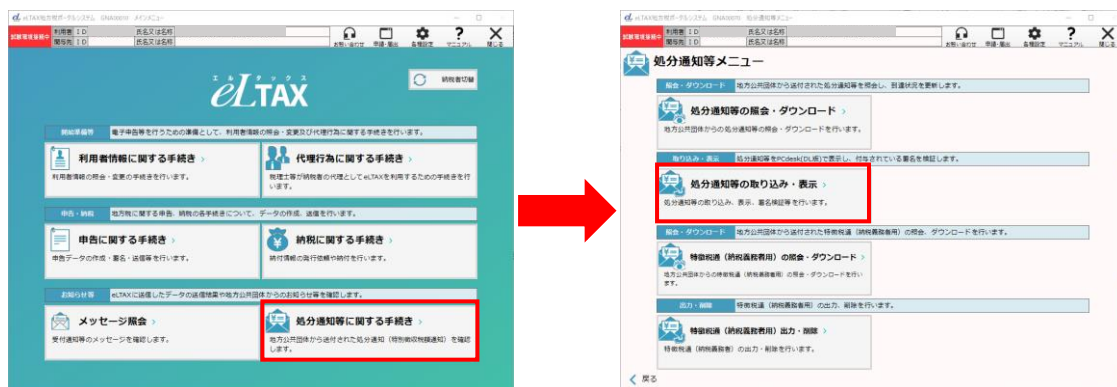 eLTAX地方税ポータルシステム GNA00010 メインメニュー
試験環境接続中
利用者 ID
氏名又は名称
関与先 ID
氏名又は名称
お問い合わせ
申請・届出
各種設定
マニュアル
閉じる
エルタックス
eLTAX
納税者切替
開始準備等
電子申告等を行うための準備として、利用者情報の照会・変更及び代理行為に関する手続きを行います。
利用者情報に関する手続き
利用者情報の照会・変更の手続きを行います。
代理行為に関する手続き
税理士等が納税者の代理としてeLTAXを利用するための手続きを行
います。
申告・納税
地方税に関する申告、納税の各手続きについて、データの作成、送信を行います。
申告に関する手続き
申告データの作成・署名・送信等を行います。
納税に関する手続き
納付情報の発行依頼や納付を行います。
お知らせ等
eLTAXに送信したデータの送信結果や地方公共団体からのお知らせ等を確認します。
メッセージ照会
受付通知等のメッセージを確認します。
処分通知等に関する手続き
地方公共団体から送付された処分通知（特別徴収税額通知）を確認
します。
eLTAX地方税ポータルシステム GNA00070 処分通知等メニュー
試験環境接続中
利用者 ID
氏名又は名称
関与先 ID
氏名又は名称
お問い合わせ
申請・届出
各種設定
マニュアル
閉じる
処分通知等メニュー
照会・ダウンロード
地方公共団体から送付された処分通知等を照会し、到達状況を更新します。
処分通知等の照会・ダウンロード
地方公共団体からの処分通知等の照会・ダウンロードを行います。
取り込み・表示
処分通知等をPCdesk(DL版)で表示し、付与されている署名を検証します。
処分通知等の取り込み・表示
処分通知等の取り込み、表示、署名検証等を行います。
照会・ダウンロード
地方公共団体から送付された特徴税通（納税義務者用）の照会、ダウンロードを行います。
特徴税通（納税義務者用）の照会・ダウンロード
地方公共団体からの特徴税通（納税義務者用）の照会・ダウンロードを行い
ます。
出力・削除
特徴税通（納税義務者用）の出力、削除を行います。
特徴税通（納税義務者用）出力・削除
特徴税通（納税義務者）の出力・削除を行います。
戻る